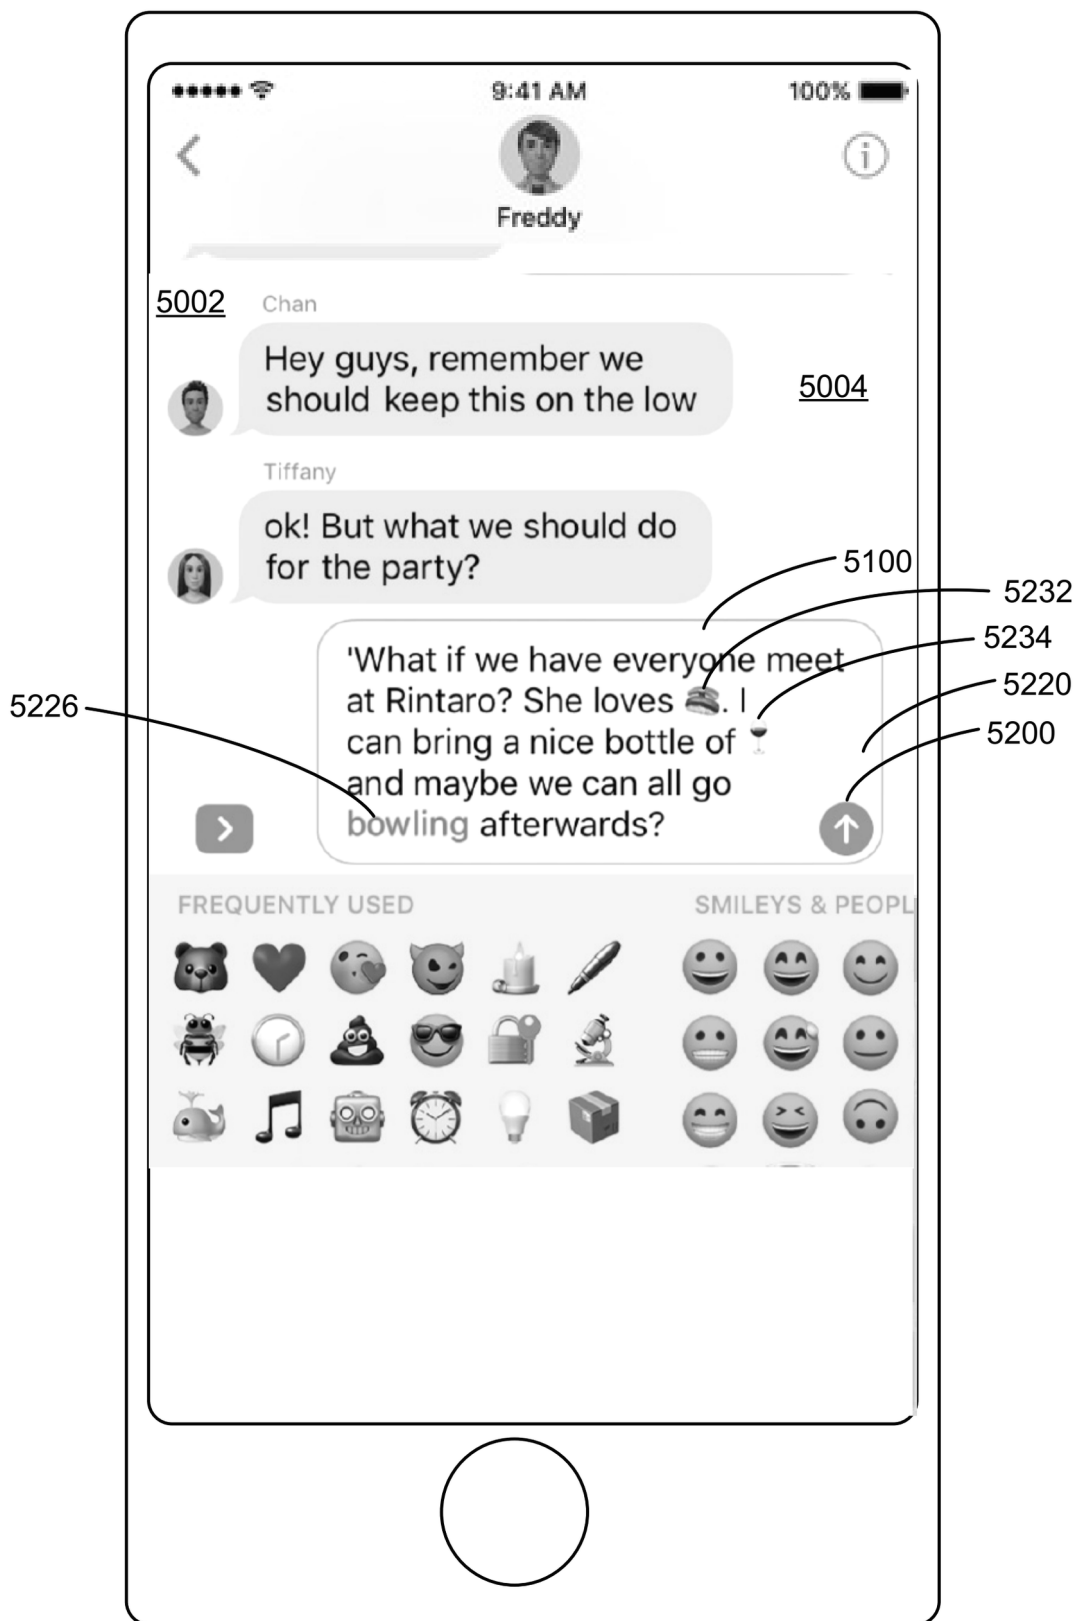 9:41 AM
100%
Freddy
5002
Chan
Hey guys, remember we
should keep this on the low
5004
Tiffany
ok! But what we should do
for the party?
5100
5232
5234
5220
5200
5226
'What if we have everyone meet
at Rintaro? She loves 🍔. I
can bring a nice bottle of 🍷
and maybe we can all go
bowling afterwards?
FREQUENTLY USED
SMILEYS & PEOPL